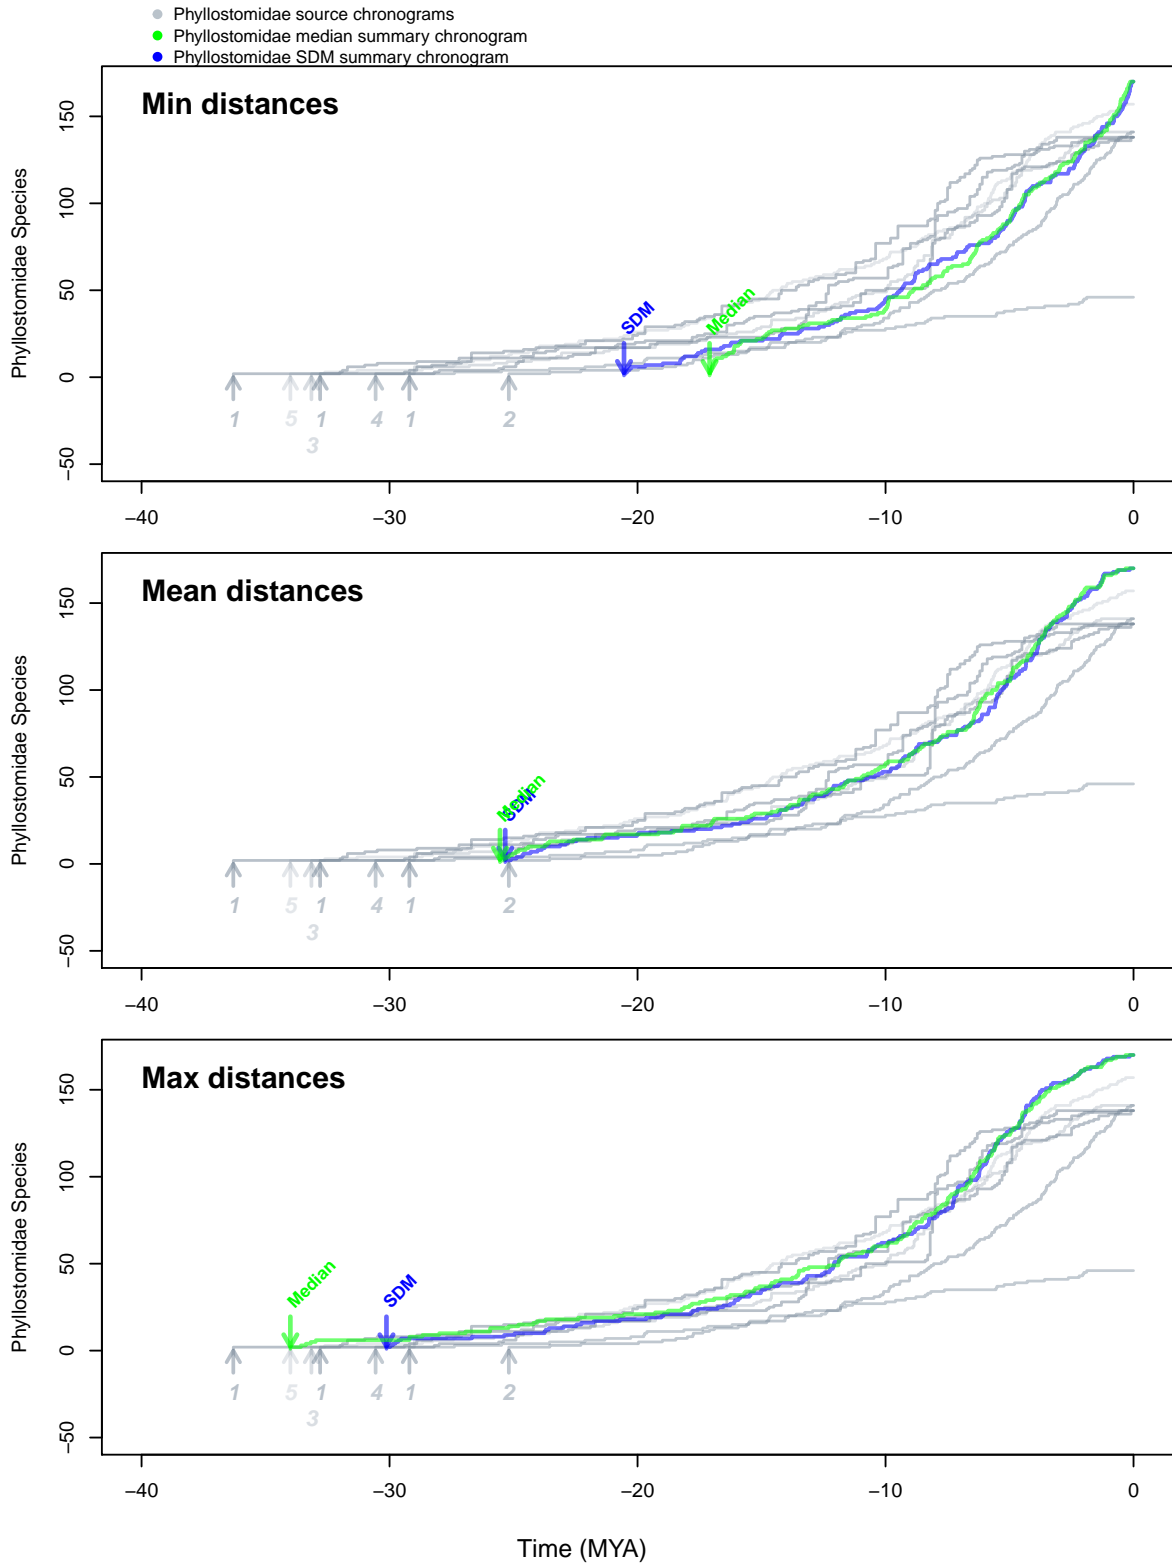 Phyllostomidae source chronograms
Phyllostomidae median summary chronogram
Phyllostomidae SDM summary chronogram
Min distances
Phyllostomidae Species
150
100
50
0
−50
SDM
Median
1 5 1 4 1 2
3
−40 −30 −20 −10 0
Mean distances
Phyllostomidae Species
150
100
50
0
−50
Median
SDM
1 5 1 4 1 2
3
−40 −30 −20 −10 0
Max distances
Phyllostomidae Species
150
100
50
0
−50
Median
SDM
1 5 1 4 1 2
3
−40 −30 −20 −10 0
Time (MYA)